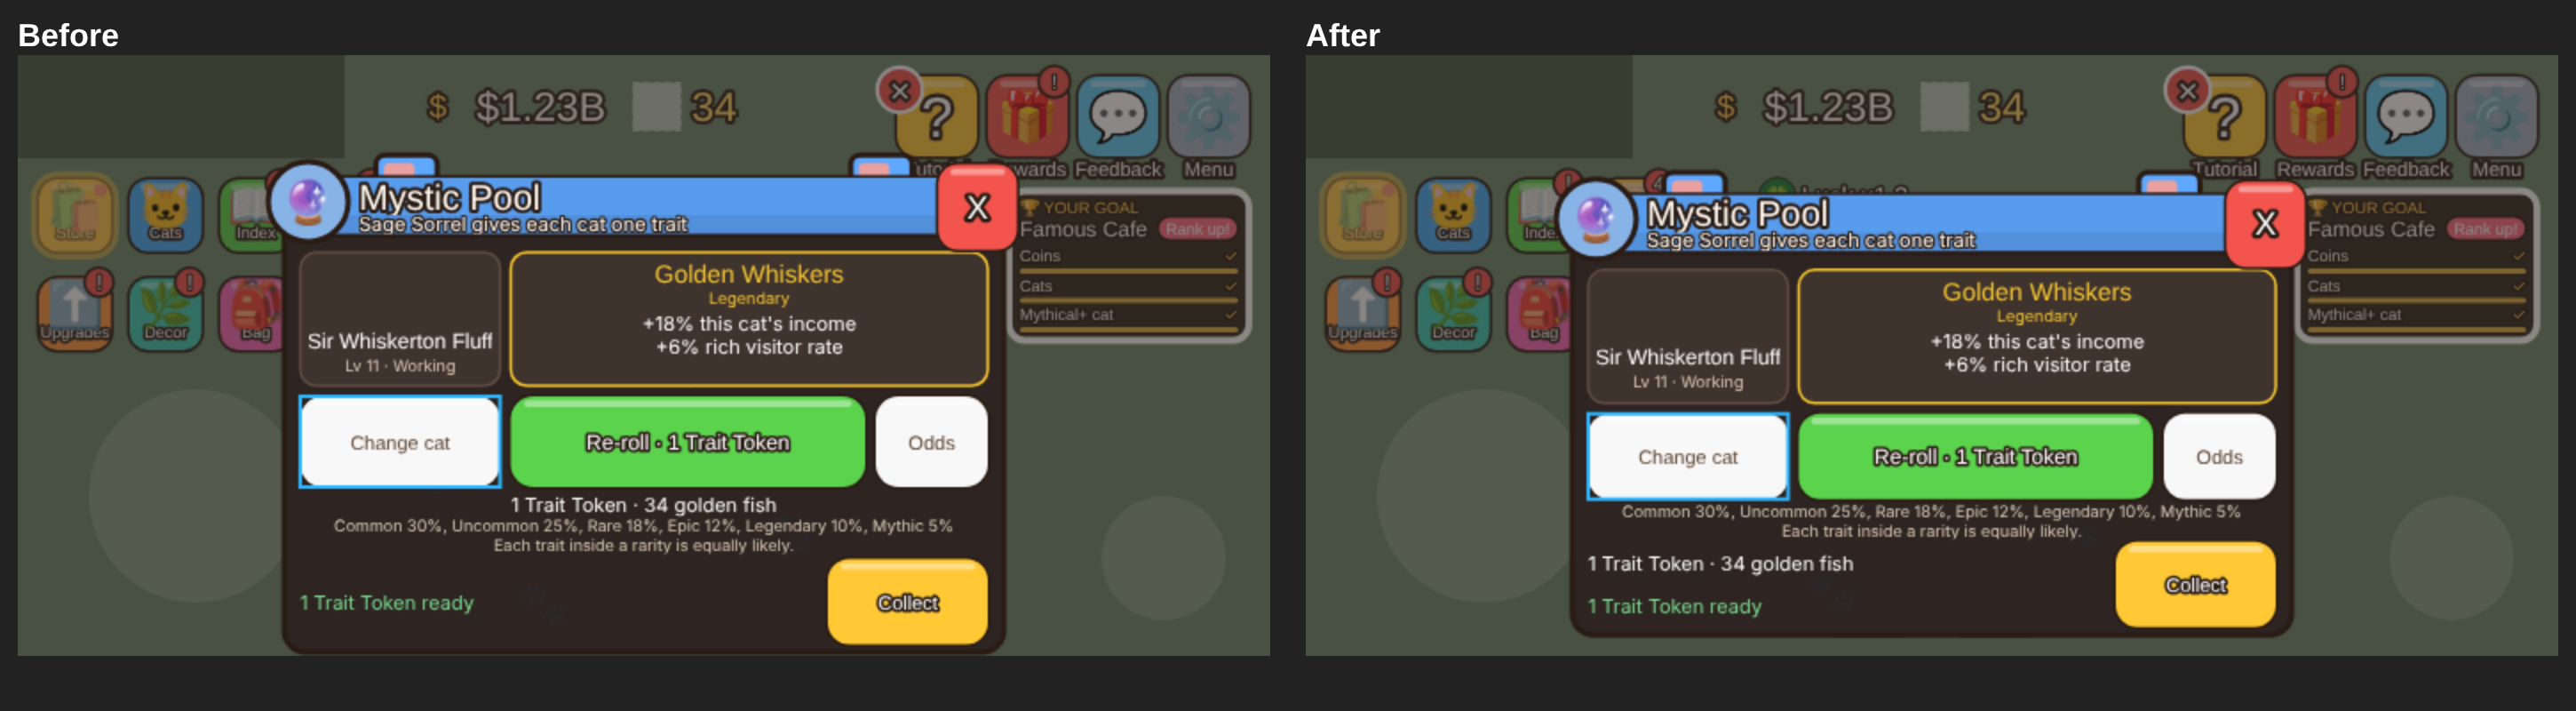 Before
$ $1.23B 34
?
!
utor wards Feedback Menu
Mystic Pool
Sage Sorrel gives each cat one trait
X
Store Cats Index
Upgrades Decor Bag
! !
YOUR GOAL
Famous Cafe Rank up!
Coins
Cats
Mythical+ cat
Golden Whiskers
Legendary
+18% this cat's income
+6% rich visitor rate
Sir Whiskerton Fluff
Lv 11 · Working
Change cat
Re-roll • 1 Trait Token
Odds
1 Trait Token · 34 golden fish
Common 30%, Uncommon 25%, Rare 18%, Epic 12%, Legendary 10%, Mythic 5%
Each trait inside a rarity is equally likely.
1 Trait Token ready
Collect
After
$ $1.23B 34
?
!
Tutorial Rewards Feedback Menu
Mystic Pool
Sage Sorrel gives each cat one trait
X
! 4
Store Cats Inde
Upgrades Decor Bag
! !
YOUR GOAL
Famous Cafe Rank up!
Coins
Cats
Mythical+ cat
Golden Whiskers
Legendary
+18% this cat's income
+6% rich visitor rate
Sir Whiskerton Fluff
Lv 11 · Working
Change cat
Re-roll • 1 Trait Token
Odds
Common 30%, Uncommon 25%, Rare 18%, Epic 12%, Legendary 10%, Mythic 5%
Each trait inside a rarity is equally likely.
1 Trait Token · 34 golden fish
1 Trait Token ready
Collect